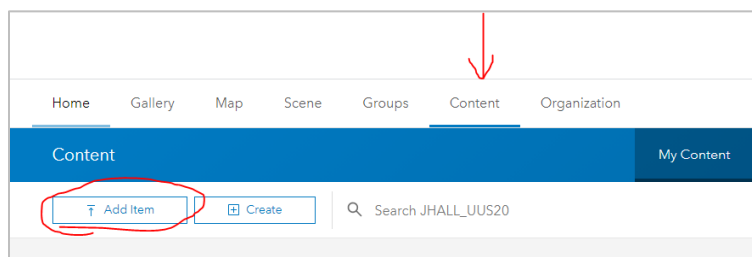 Home Gallery Map Scene Groups Content Organization
Content My Content
Add Item Create Search JHALL_UUS20